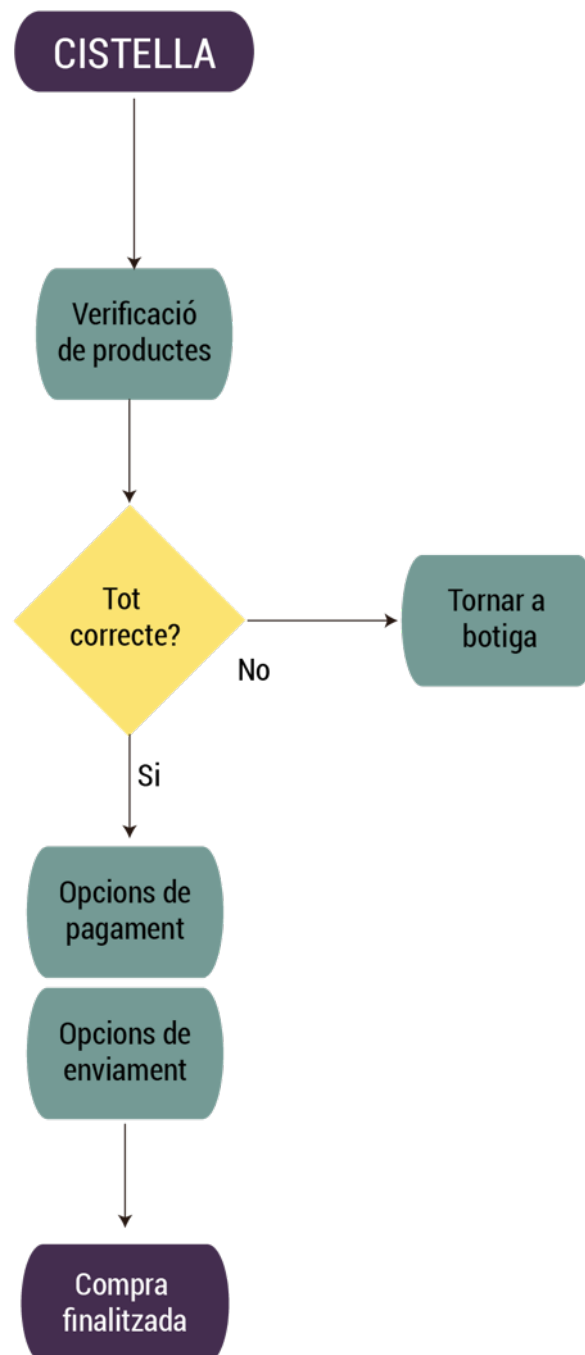 CISTELLA
Verificació
de productes
Tot
correcte?
No
Tornar a
botiga
Si
Opcions de
pagament
Opcions de
enviament
Compra
finalitzada